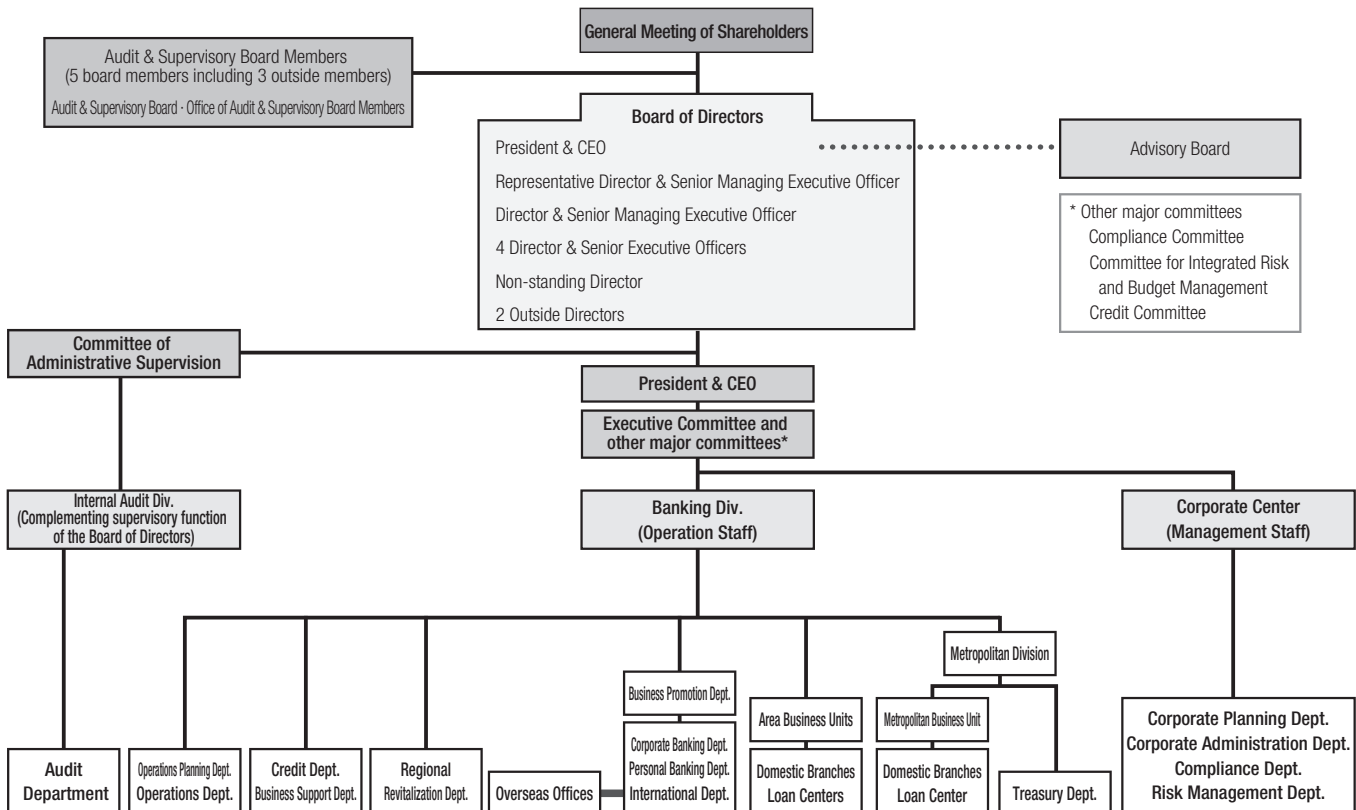 General Meeting of Shareholders
Audit & Supervisory Board Members
(5 board members including 3 outside members)
Audit & Supervisory Board · Office of Audit & Supervisory Board Members
Board of Directors
President & CEO
Representative Director & Senior Managing Executive Officer
Director & Senior Managing Executive Officer
4 Director & Senior Executive Officers
Non-standing Director
2 Outside Directors
Advisory Board
* Other major committees
Compliance Committee
Committee for Integrated Risk
and Budget Management
Credit Committee
Committee of
Administrative Supervision
President & CEO
Executive Committee and
other major committees*
Internal Audit Div.
(Complementing supervisory function
of the Board of Directors)
Banking Div.
(Operation Staff)
Corporate Center
(Management Staff)
Metropolitan Division
Business Promotion Dept.
Area Business Units
Metropolitan Business Unit
Audit
Department
Operations Planning Dept.
Operations Dept.
Credit Dept.
Business Support Dept.
Regional
Revitalization Dept.
Overseas Offices
Corporate Banking Dept.
Personal Banking Dept.
International Dept.
Domestic Branches
Loan Centers
Domestic Branches
Loan Center
Treasury Dept.
Corporate Planning Dept.
Corporate Administration Dept.
Compliance Dept.
Risk Management Dept.